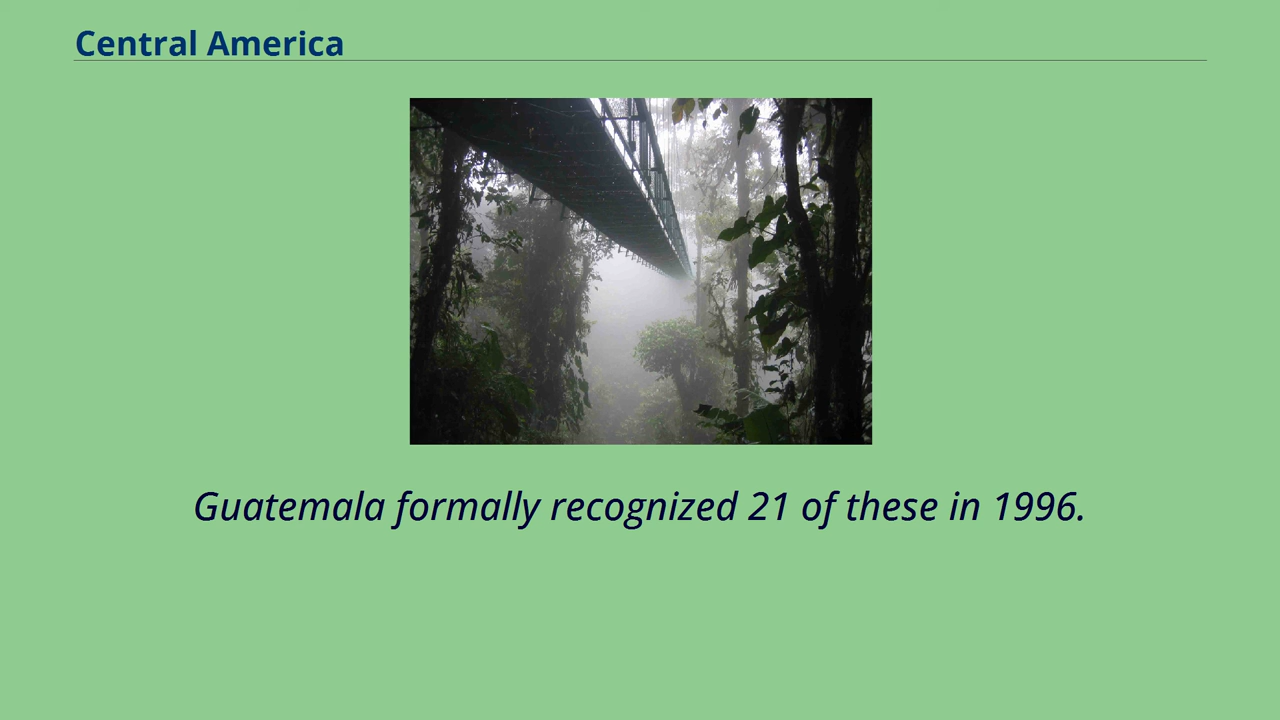 Central America
Guatemala formally recognized 21 of these in 1996.